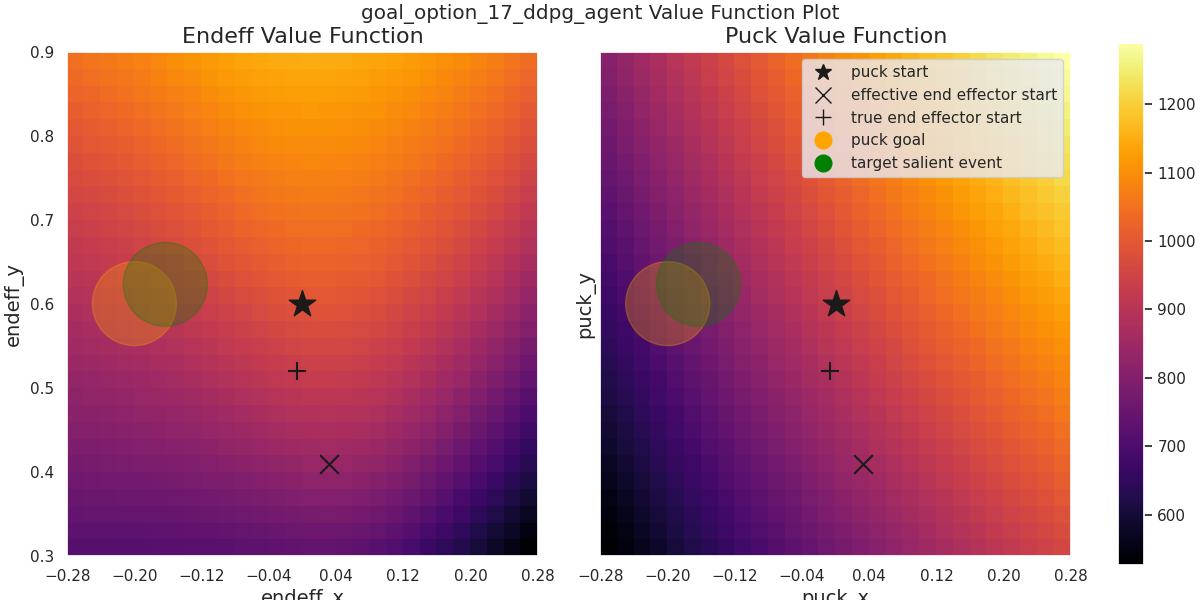 goal_option_17_ddpg_agent Value Function Plot
Endeff Value Function
0.9
0.8
0.7
0.6
0.5
0.4
0.3
endeff_y
−0.28 −0.20 −0.12 −0.04 0.04 0.12 0.20 0.28
endeff_x
Puck Value Function
puck start
effective end effector start
true end effector start
puck goal
target salient event
puck_y
−0.28 −0.20 −0.12 −0.04 0.04 0.12 0.20 0.28
puck_x
1200
1100
1000
900
800
700
600